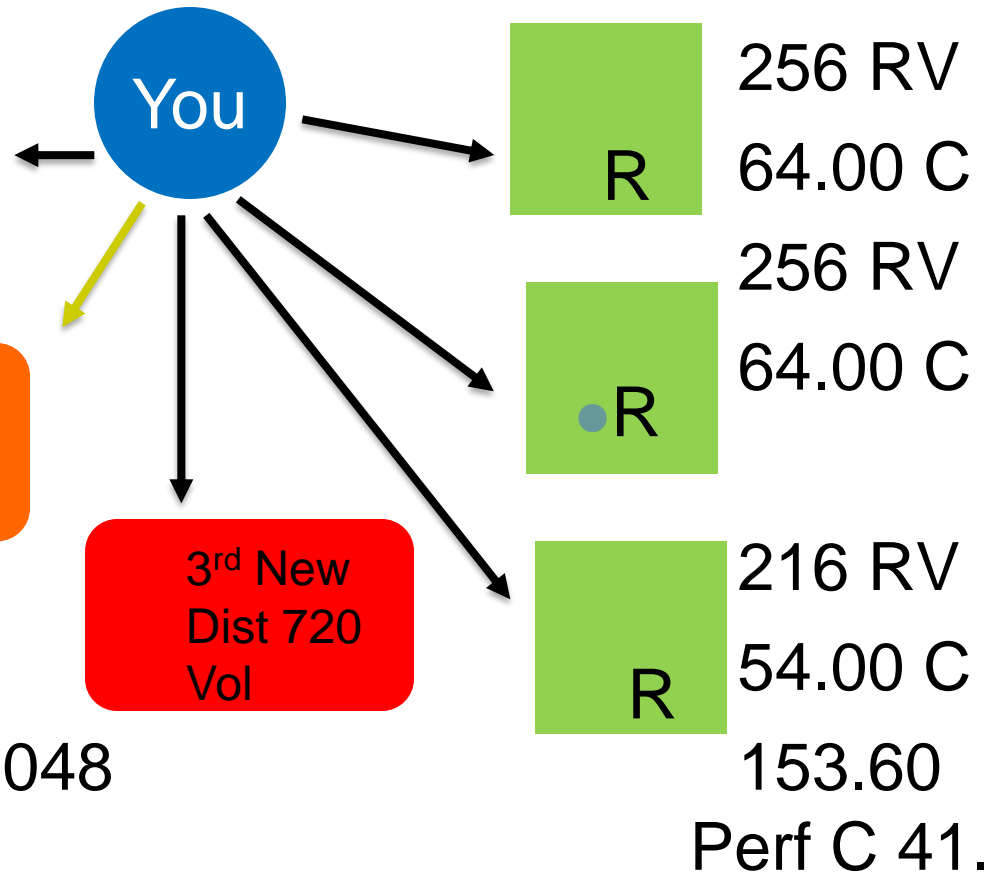 You
256 RV
R
64.00 C
256 RV
64.00 C
R
3rd New
Dist 720
Vol
216 RV
54.00 C
R
048
153.60
Perf C 41.